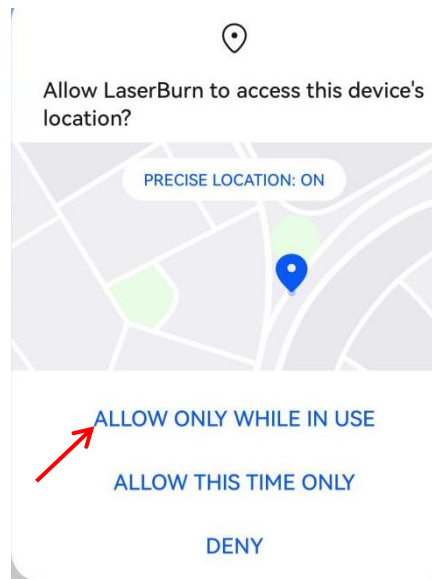 Allow LaserBurn to access this device's
location?
PRECISE LOCATION: ON
ALLOW ONLY WHILE IN USE
ALLOW THIS TIME ONLY
DENY